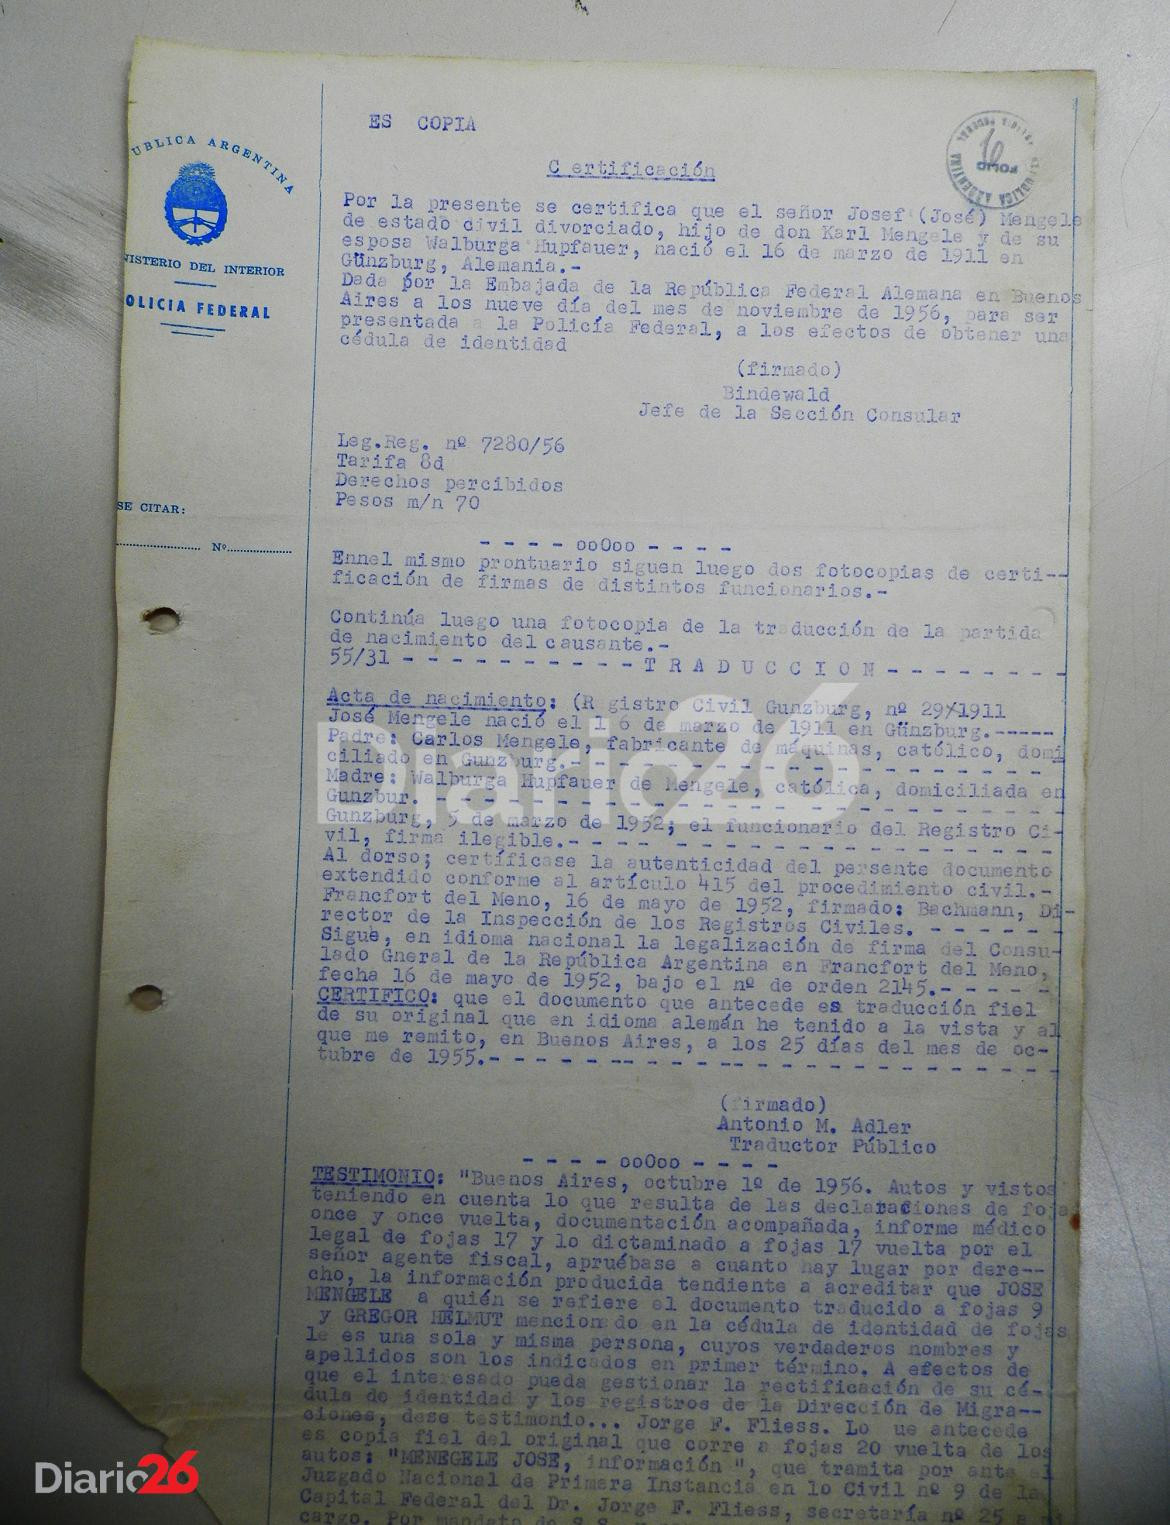 ES COPIA
UBLICA ARGENTINA
NISTERIO DEL INTERIOR
OLICIA FEDERAL
FOLIO
Certificación
Por la presente se certifica que el señor Josef (José) Mengele
de estado civil divorciado, hijo de don Karl Mengele y de su
esposa Walburga Hupfauer, nació el 16 de marzo de 1911 en
Günzburg, Alemania.-
Dada por la Embajada de la República Federal Alemana en Buenos
Aires a los nueve día del mes de noviembre de 1956, para ser
presentada a la Policía Federal, a los efectos de obtener una
cédula de identidad
(firmado)
Bindewald
Jefe de la Sección Consular
Leg.Reg. nº 7280/56
Tarifa 8d
Derechos percibidos
Pesos m/n 70
SE CITAR:
Nº
- - - - ooOoo - - - -
Ennel mismo prontuario siguen luego dos fotocopias de certi--
ficación de firmas de distintos funcionarios.-
Continúa luego una fotocopia de la traducción de la partida
de nacimiento del causante.-
55/31 - - - - - - - - - - - T R A D U C C I O N - - - - - - - -
Acta de nacimiento: (Registro Civil Gunzburg, nº 29/1911
José Mengele nació el 1 6 de marzo de 1911 en Günzburg.-----
Padre: Carlos Mengele, fabricante de máquinas, católico, domi
ciliado en Gunzburg.- - - - - - - - - - - - - - - - - - -
Madre: Walburga Hupfauer de Mengele, católica, domiciliada en
Gunzbur. - - - - - - - - - - - - - - - - - - - - - - - - -
Gunzburg, 5 de marzo de 1952; el funcionario del Registro Ci-
vil, firma ilegible.- - - - - - - - - - - - - - - - - - -
Al dorso; certifícase la autenticidad del persente documento
extendido conforme al artículo 415 del procedimiento civil.-
Francfort del Meno, 16 de mayo de 1952, firmado: Bachmann, Di-
rector de la Inspección de los Registros Civiles. - - - - - -
Sigue, en idioma nacional la legalización de firma del Consu-
lado Gneral de la República Argentina en Francfort del Meno,
fecha 16 de mayo de 1952, bajo el nº de orden 2145.- - - - -
CERTIFICO: que el documento que antecede es traducción fiel
de su original que en idioma alemán he tenido a la vista y al
que me remito, en Buenos Aires, a los 25 días del mes de oc-
tubre de 1955.- - - - - - - - - - - - - - - - - - - - - - -
(firmado)
Antonio M. Adler
Traductor Público
- - - - ooOoo - - - -
TESTIMONIO: "Buenos Aires, octubre 1º de 1956. Autos y vistos
teniendo en cuenta lo que resulta de las declaraciones de foja
once y once vuelta, documentación acompañada, informe médico
legal de fojas 17 y lo dictaminado a fojas 17 vuelta por el
señor agente fiscal, apruébase a cuanto hay lugar por dere--
cho, la información producida tendiente a acreditar que JOSE
MENGELE a quién se refiere el documento traducido a fojas 9
y GREGOR HELMUT mencionado en la cédula de identidad de fojas
1e es una sola y misma persona, cuyos verdaderos nombres y
apellidos son los indicados en primer término. A efectos de
que el interesado pueda gestionar la rectificación de su cé-
dula de identidad y los registros de la Dirección de Migra--
ciones, dese testimonio... Jorge F. Fliess. Lo ue antecede
es copia fiel del original que corre a fojas 20 vuelta de los
autos: "MENEGELE JOSE, información", que tramita por ante el
Juzgado Nacional de Primera Instancia en lo Civil nº 9 de la
Capital Federal del Dr. Jorge F. Fliess, secretaría nº 25 a mi
cargo. Por mandato de S.S.
Diario26
Diario26